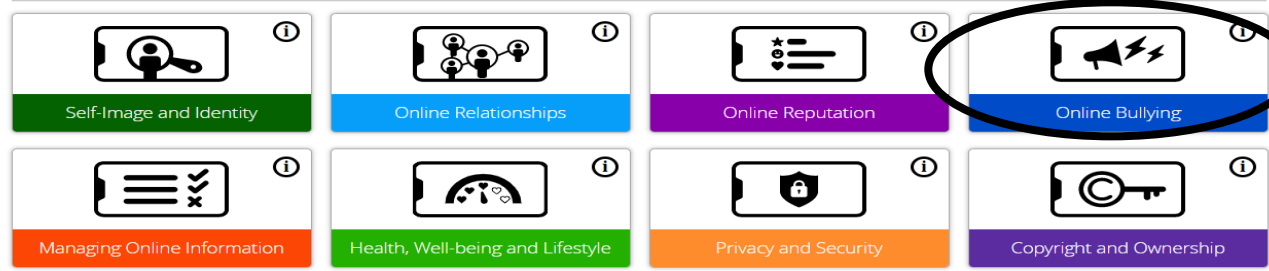 Self-Image and Identity
Online Relationships
Online Reputation
Online Bullying
Managing Online Information
Health, Well-being and Lifestyle
Privacy and Security
Copyright and Ownership